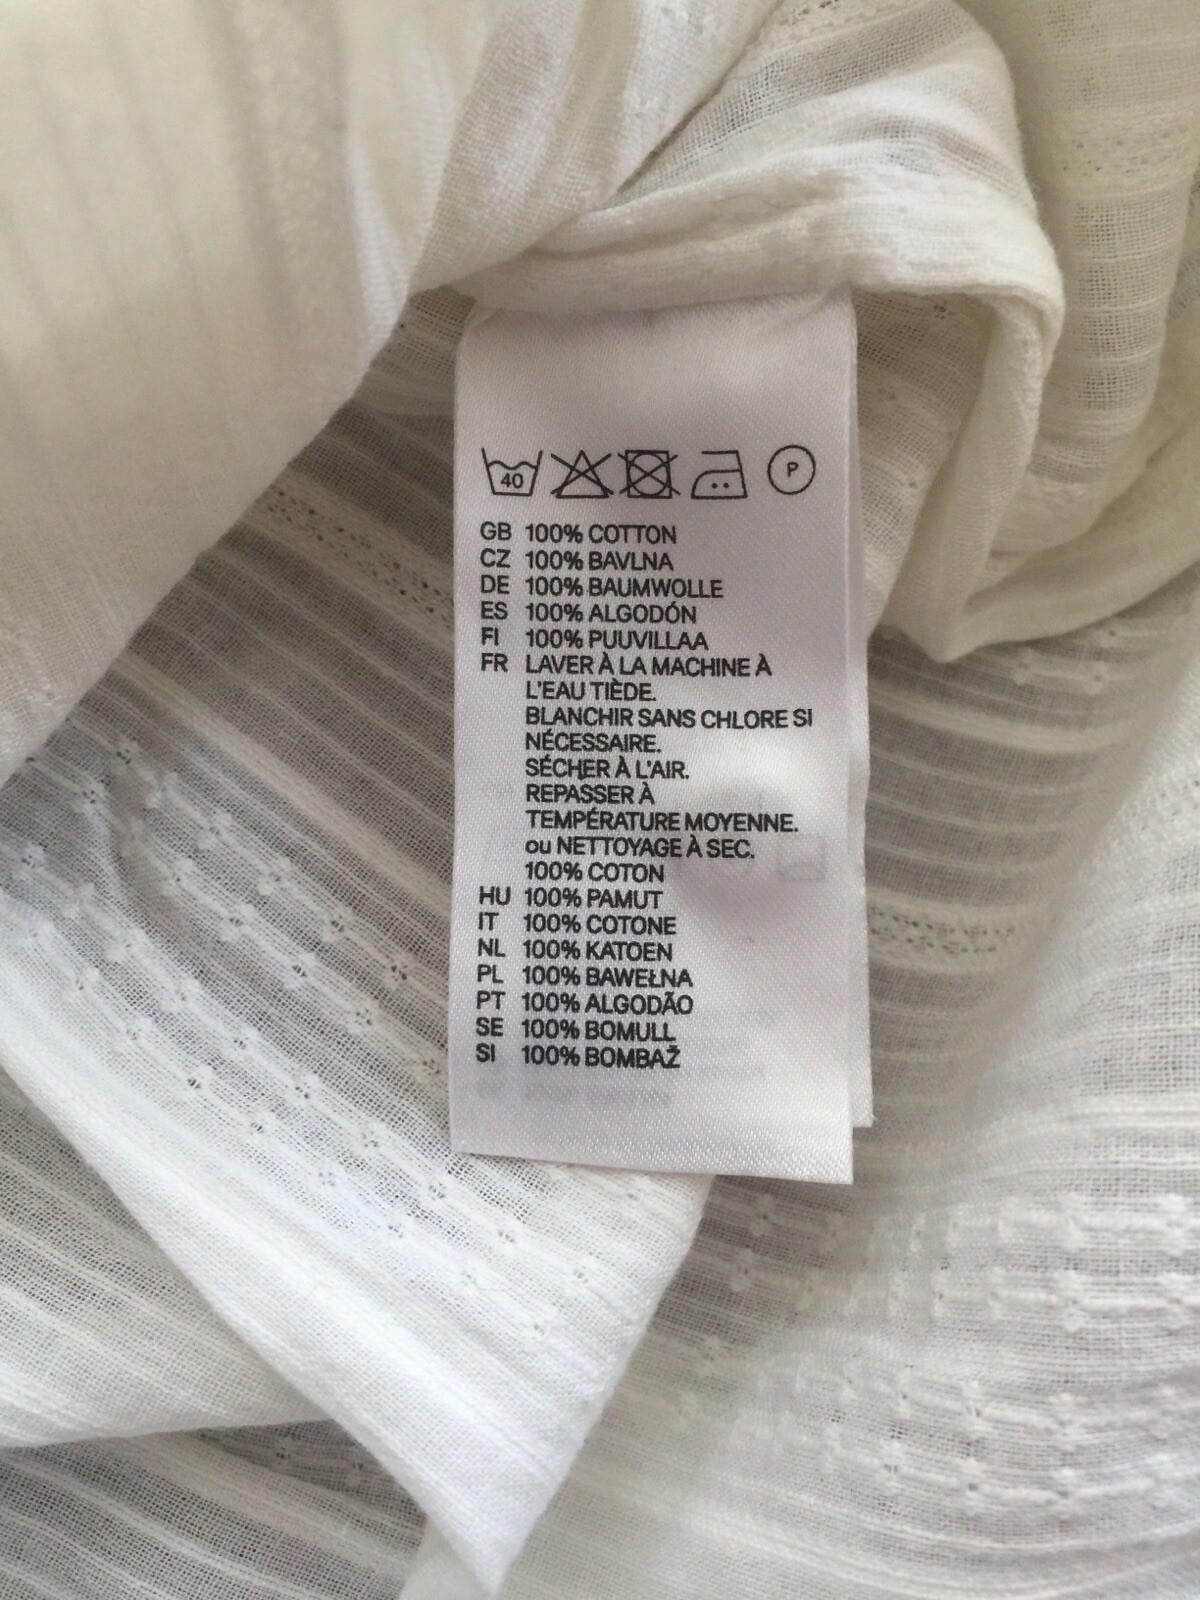 40 P
GB 100% COTTON
CZ 100% BAVLNA
DE 100% BAUMWOLLE
ES 100% ALGODÓN
FI 100% PUUVILLAA
FR LAVER À LA MACHINE À
L'EAU TIÈDE.
BLANCHIR SANS CHLORE SI
NÉCESSAIRE.
SÉCHER À L'AIR.
REPASSER À
TEMPÉRATURE MOYENNE.
ou NETTOYAGE À SEC.
100% COTON
HU 100% PAMUT
IT 100% COTONE
NL 100% KATOEN
PL 100% BAWEŁNA
PT 100% ALGODÃO
SE 100% BOMULL
SI 100% BOMBAŽ